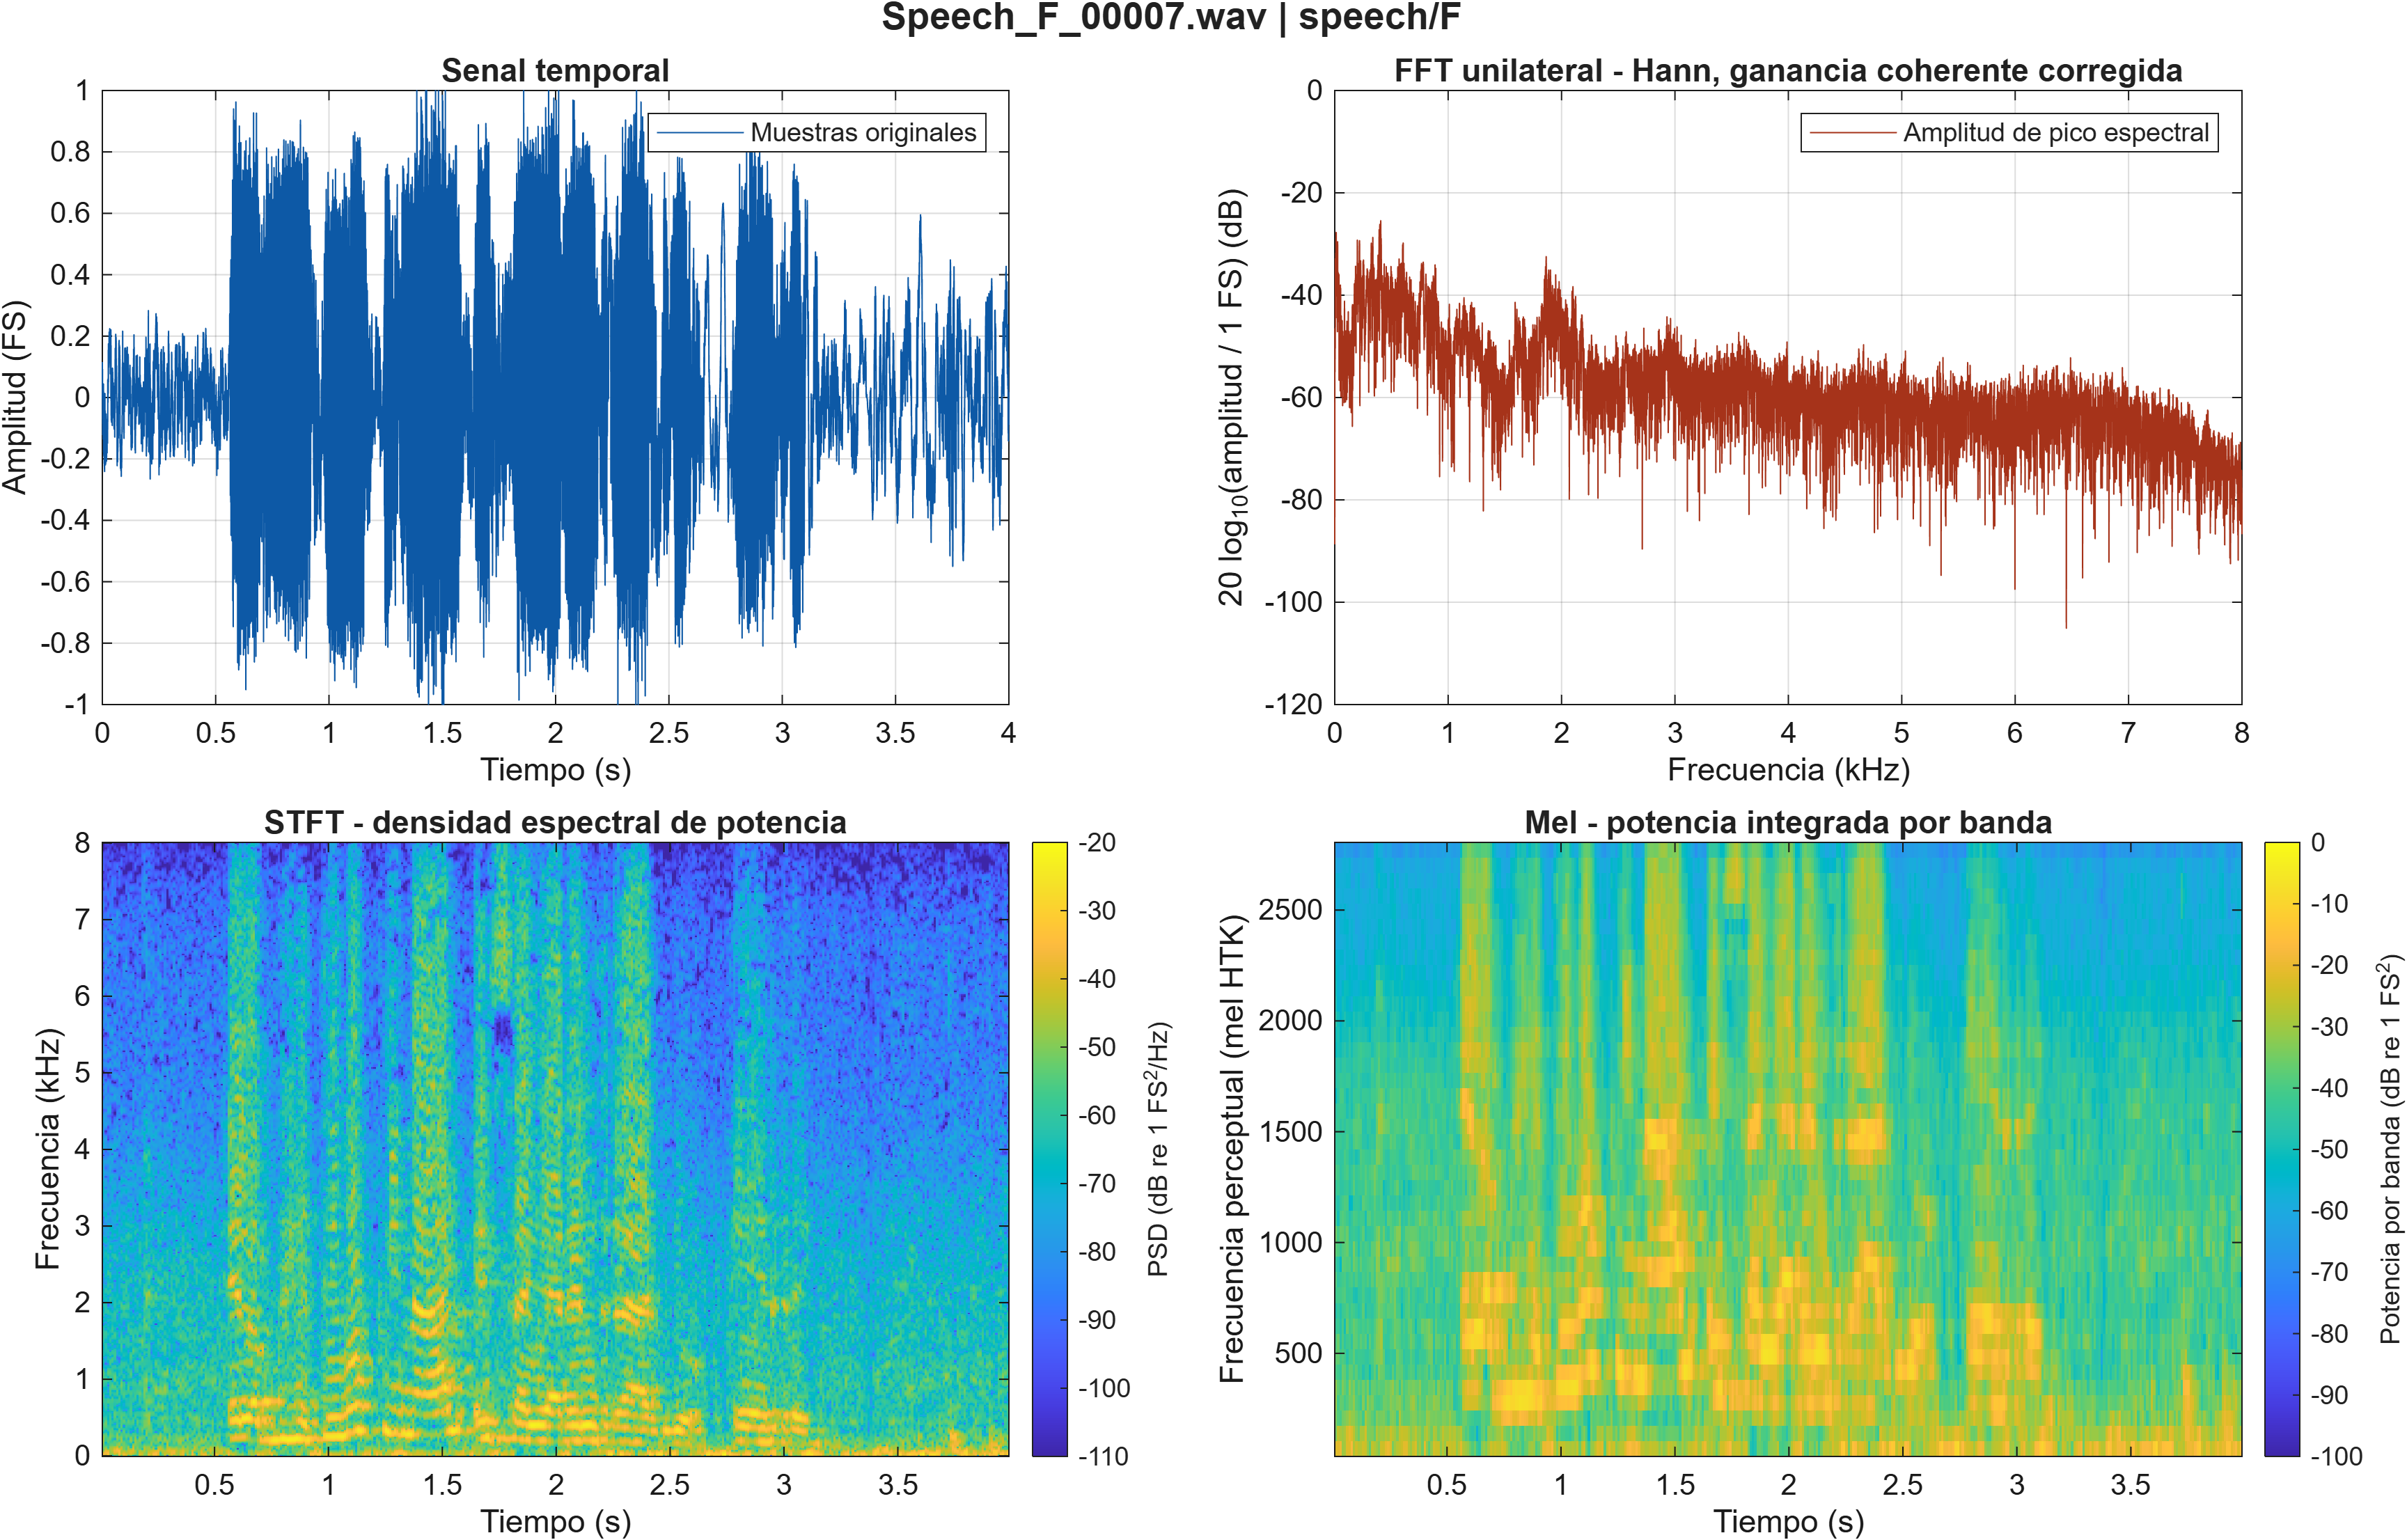 Speech_F_00007.wav | speech/F
Senal temporal
Muestras originales
Amplitud (FS)
1
0.8
0.6
0.4
0.2
0
-0.2
-0.4
-0.6
-0.8
-1
0 0.5 1 1.5 2 2.5 3 3.5 4
Tiempo (s)
FFT unilateral - Hann, ganancia coherente corregida
Amplitud de pico espectral
20 log10(amplitud / 1 FS) (dB)
0
-20
-40
-60
-80
-100
-120
0 1 2 3 4 5 6 7 8
Frecuencia (kHz)
STFT - densidad espectral de potencia
Frecuencia (kHz)
8
7
6
5
4
3
2
1
0
0.5 1 1.5 2 2.5 3 3.5
Tiempo (s)
-20
-30
-40
-50
-60
-70
-80
-90
-100
-110
PSD (dB re 1 FS²/Hz)
Mel - potencia integrada por banda
Frecuencia perceptual (mel HTK)
2500
2000
1500
1000
500
0.5 1 1.5 2 2.5 3 3.5
Tiempo (s)
0
-10
-20
-30
-40
-50
-60
-70
-80
-90
-100
Potencia por banda (dB re 1 FS²)